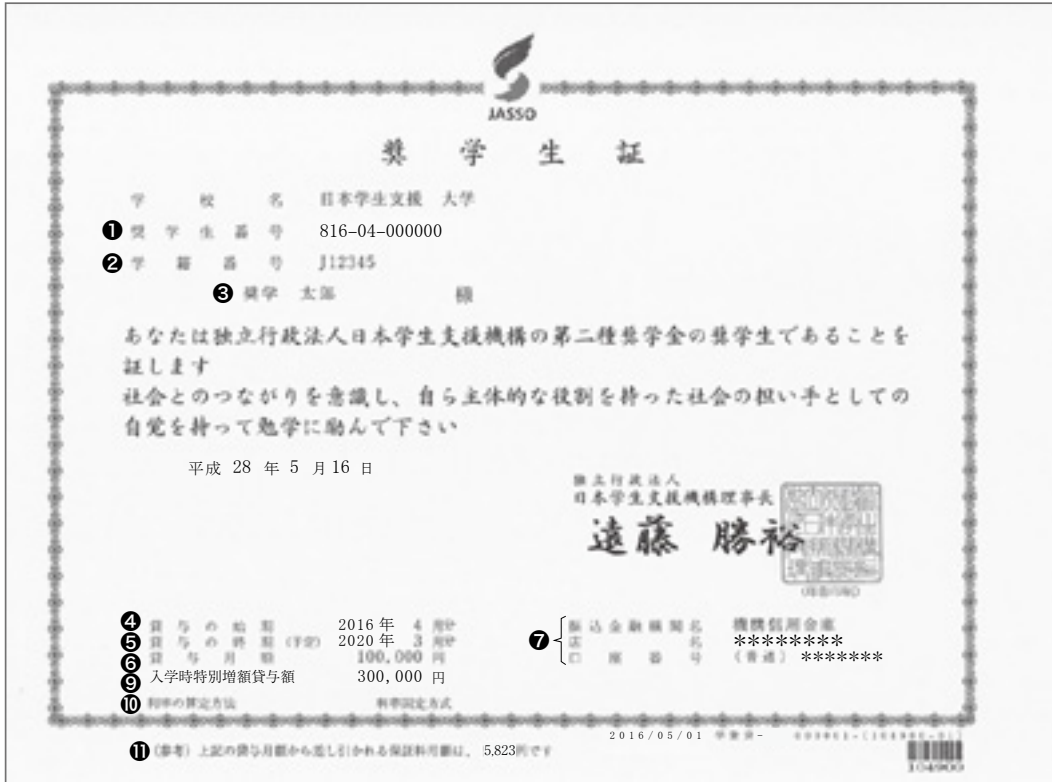 JASSO
奨学生証
学校名 日本学生支援 大学
❶ 奨学生番号 816-04-000000
❷ 学籍番号 J12345
❸ 奨学 太郎 様
あなたは独立行政法人日本学生支援機構の第二種奨学金の奨学生であることを
証します
社会とのつながりを意識し、自ら主体的な役割を持った社会の担い手としての
自覚を持って勉学に励んで下さい
平成 28 年 5 月 16 日
独立行政法人
日本学生支援機構理事長
遠藤 勝裕
❹ 貸与の始期 2016 年 4 月分
❺ 貸与の終期(予定) 2020 年 3 月分
❻ 貸与月額 100,000 円
❾ 入学時特別増額貸与額 300,000 円
❿ 利率の算定方法 利率固定方式
❼ 振込金融機関名 機構信用金庫
店名 ********
口座番号 (普通) *******
2016/05/01
⓫ (参考) 上記の貸与月額から差し引かれる保証料月額は、 5,823円です
104900